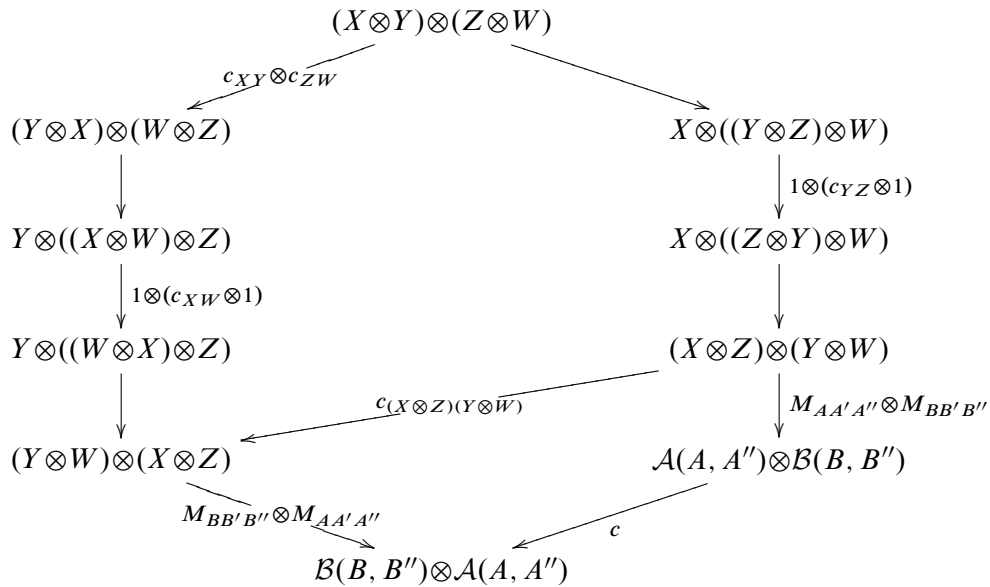 (X⊗Y)⊗(Z⊗W)
c_{XY}⊗c_{ZW}
(Y⊗X)⊗(W⊗Z) X⊗((Y⊗Z)⊗W)
1⊗(c_{YZ}⊗1)
Y⊗((X⊗W)⊗Z) X⊗((Z⊗Y)⊗W)
1⊗(c_{XW}⊗1)
Y⊗((W⊗X)⊗Z) (X⊗Z)⊗(Y⊗W)
c_{(X⊗Z)(Y⊗W)} M_{AA′A″}⊗M_{BB′B″}
(Y⊗W)⊗(X⊗Z) 𝒜(A, A″)⊗ℬ(B, B″)
M_{BB′B″}⊗M_{AA′A″} c
ℬ(B, B″)⊗𝒜(A, A″)